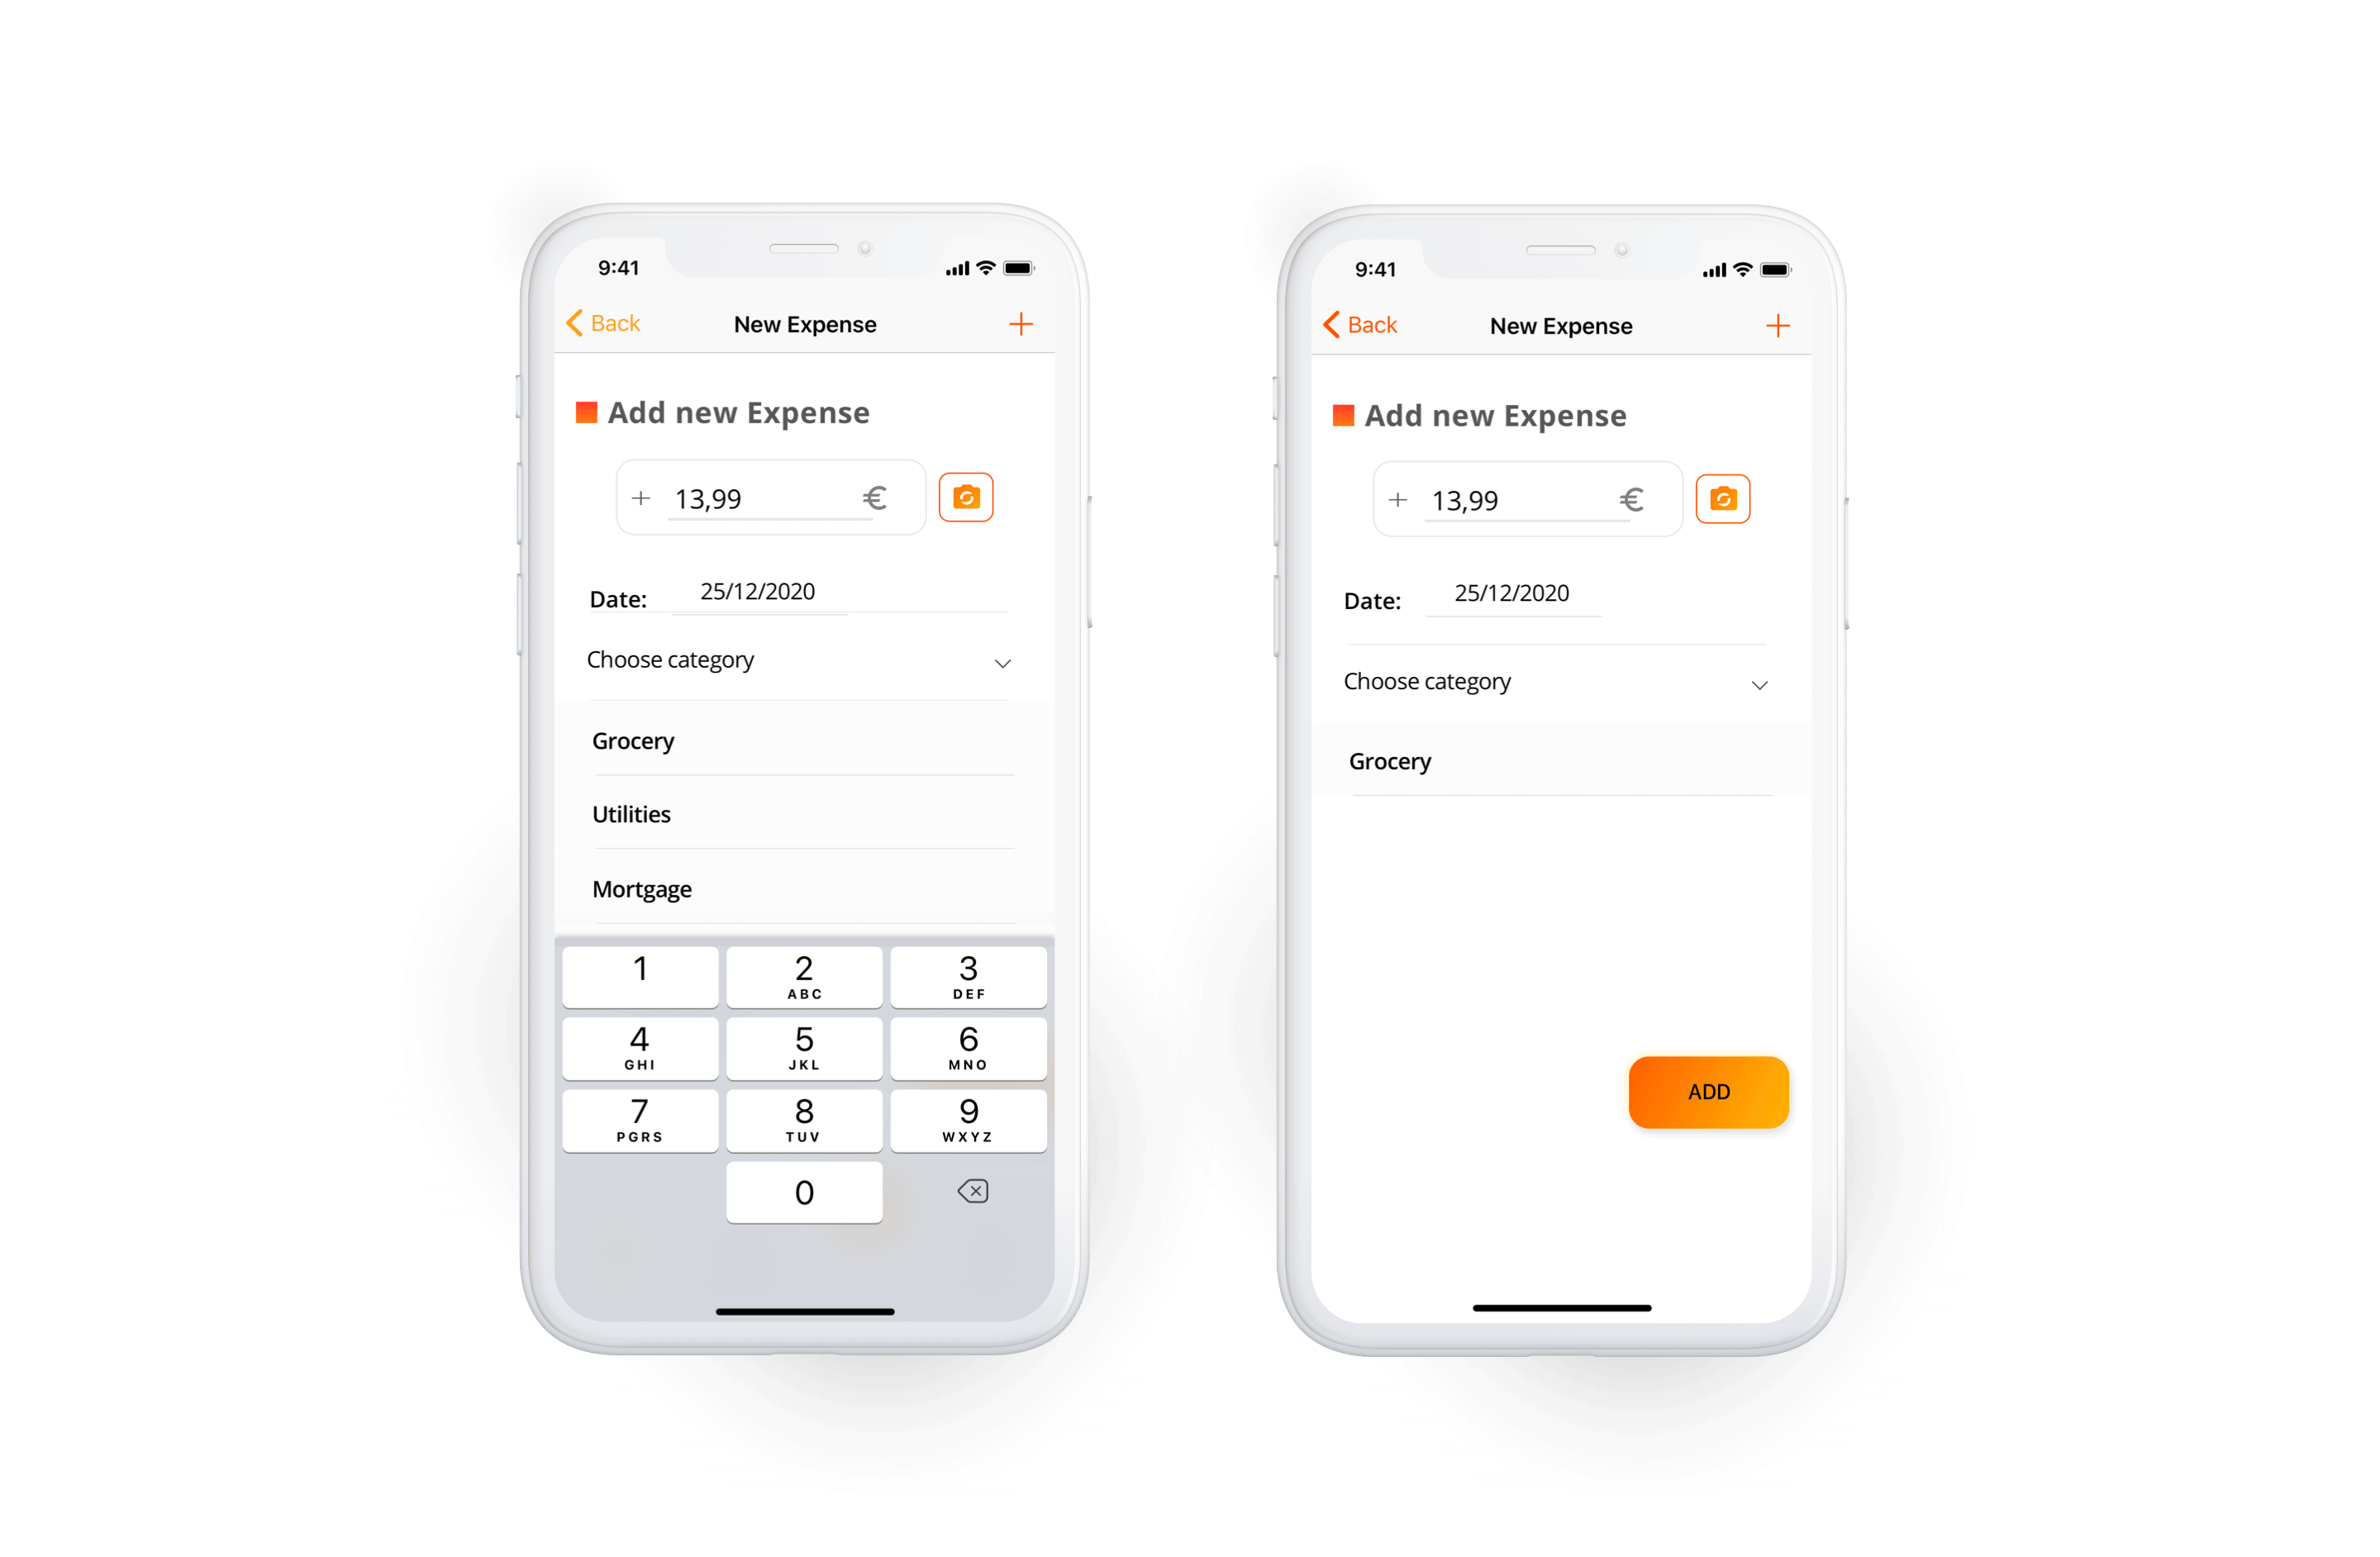 9:41
Back New Expense +
Add new Expense
+ 13,99 €
Date: 25/12/2020
Choose category
Grocery
Utilities
Mortgage
1 2 3
ABC DEF
4 5 6
GHI JKL MNO
7 8 9
PGRS TUV WXYZ
0
9:41
Back New Expense +
Add new Expense
+ 13,99 €
Date: 25/12/2020
Choose category
Grocery
ADD